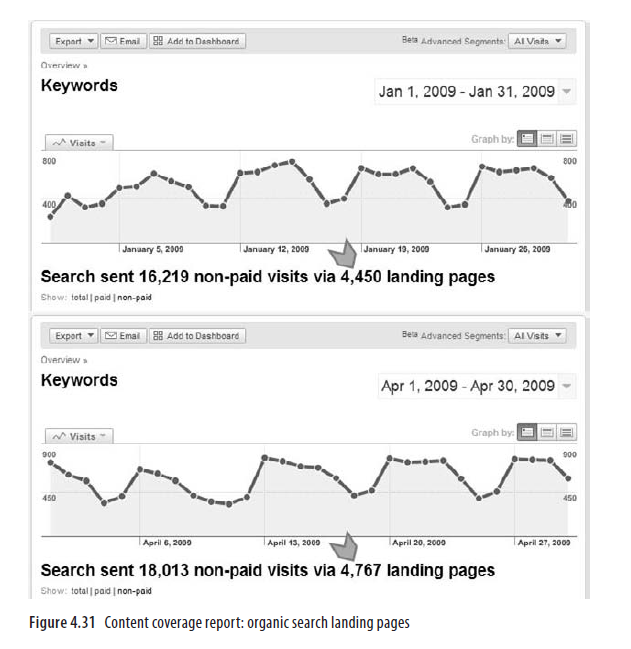 Export Email Add to Dashboard Beta Advanced Segments: All Visits
Overview »
Keywords
Jan 1, 2009 - Jan 31, 2009
Visits Graph by:
800 800
400 400
January 5, 2009 January 12, 2009 January 19, 2009 January 26, 2009
Search sent 16,219 non-paid visits via 4,450 landing pages
Show: total | paid | non-paid
Export Email Add to Dashboard Beta Advanced Segments: All Visits
Overview »
Keywords
Apr 1, 2009 - Apr 30, 2009
Visits Graph by:
900 900
450 450
April 6, 2009 April 13, 2009 April 20, 2009 April 27, 2009
Search sent 18,013 non-paid visits via 4,767 landing pages
Show: total | paid | non-paid
Figure 4.31 Content coverage report: organic search landing pages